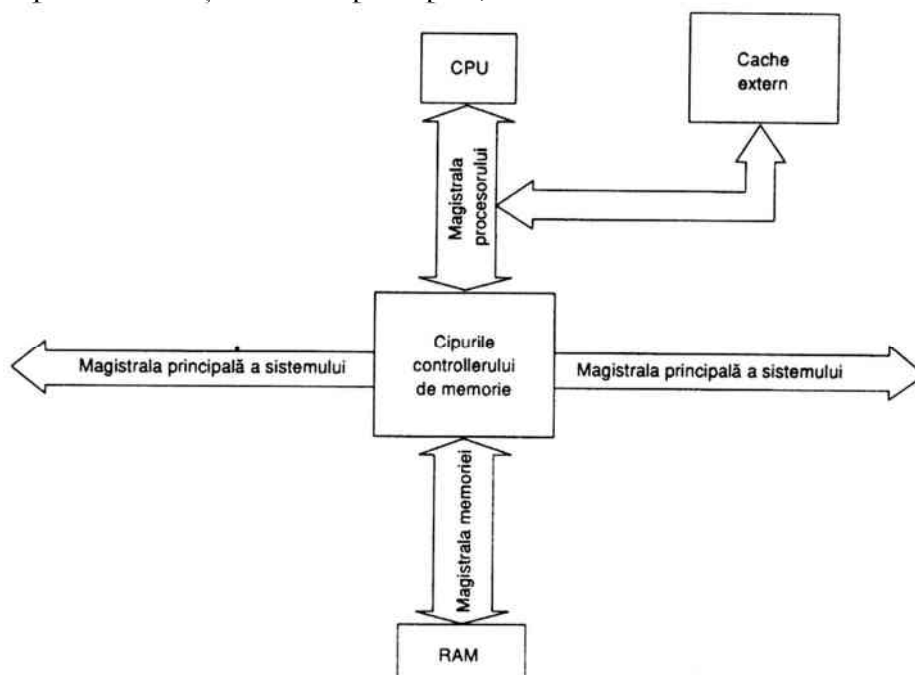 CPU
Cache
extern
Magistrala
procesorului
Cipurile
controllerului
de memorie
Magistrala principală a sistemului
Magistrala principală a sistemului
Magistrala memoriei
RAM